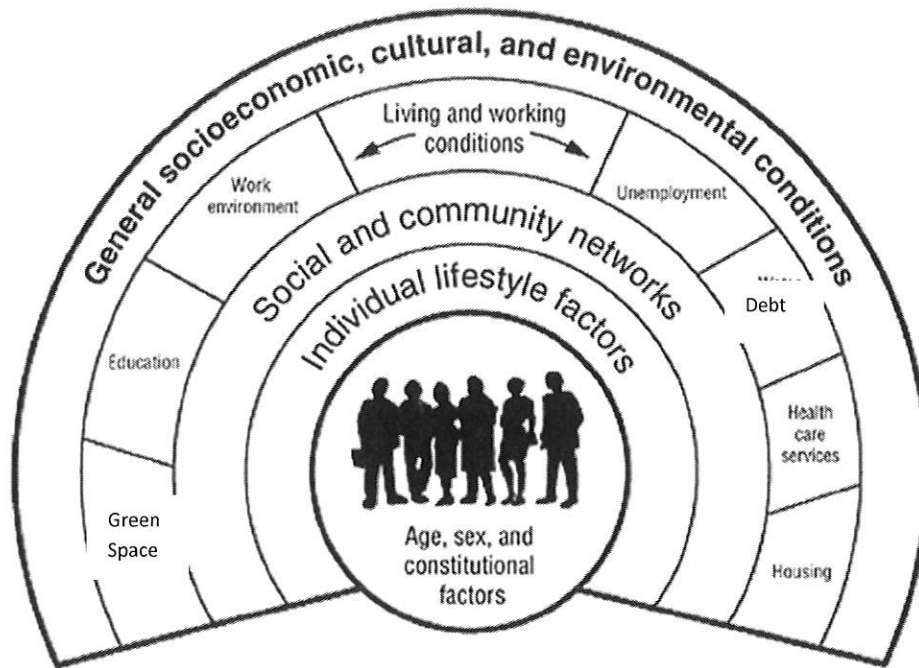 General socioeconomic, cultural, and environmental conditions
Living and working
conditions
Work
environment
Unemployment
Social and community networks
Debt
Individual lifestyle factors
Education
Health
care
services
Green
Space
Age, sex, and
constitutional
factors
Housing